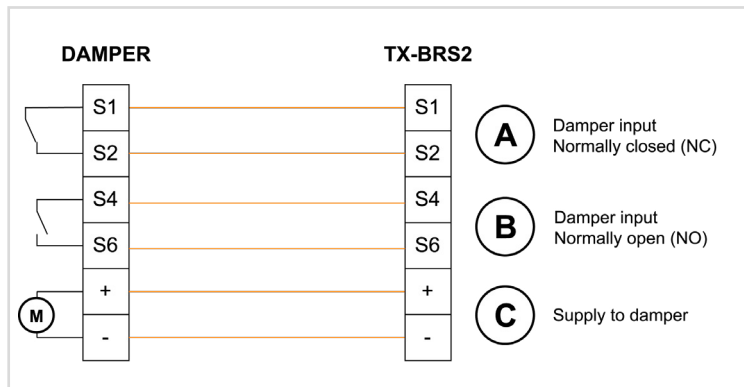 DAMPER TX-BRS2
S1 S1
A Damper input
Normally closed (NC)
S2 S2
S4 S4
B Damper input
Normally open (NO)
S6 S6
+ +
M C Supply to damper
- -